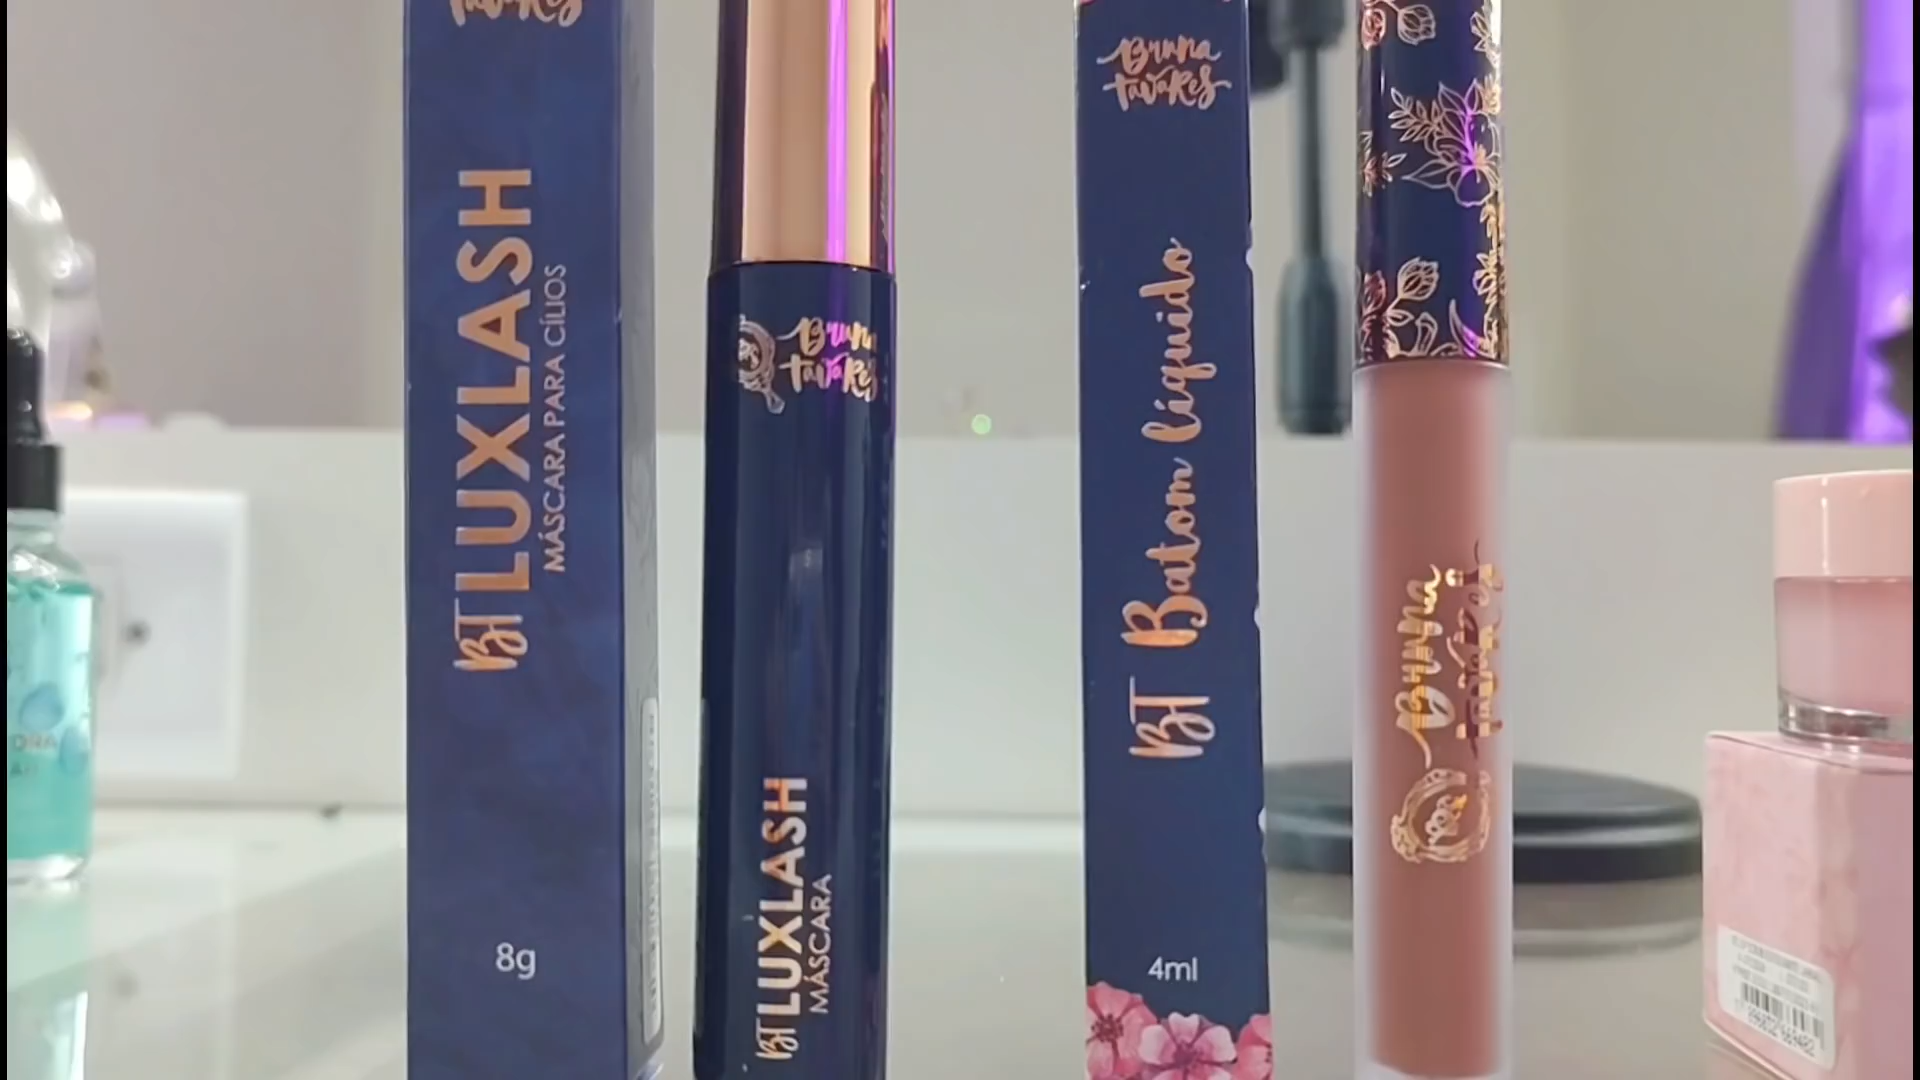 Tavares
BT LUXLASH
MÁSCARA PARA CÍLIOS
8g
Bruna
Tavares
BT LUXLASH
MÁSCARA
Bruna
Tavares
BT Batom líquido
4ml
Bruna
Tavares